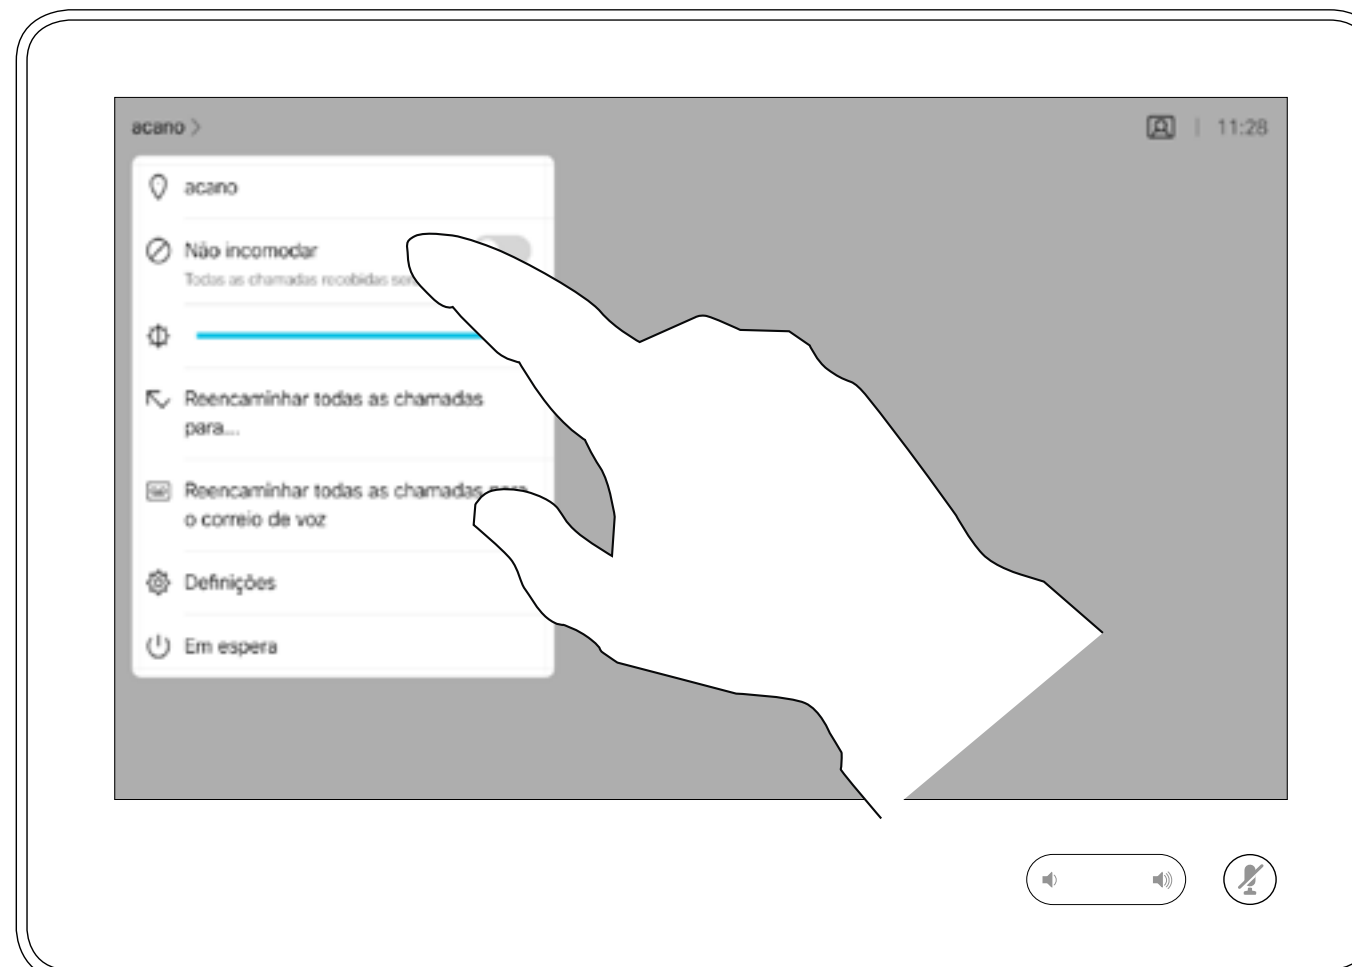 acano >
11:28
acano
Não incomodar
Todas as chamadas recebidas
Reencaminhar todas as chamadas
para...
Reencaminhar todas as chamadas para
o correio de voz
Definições
Em espera